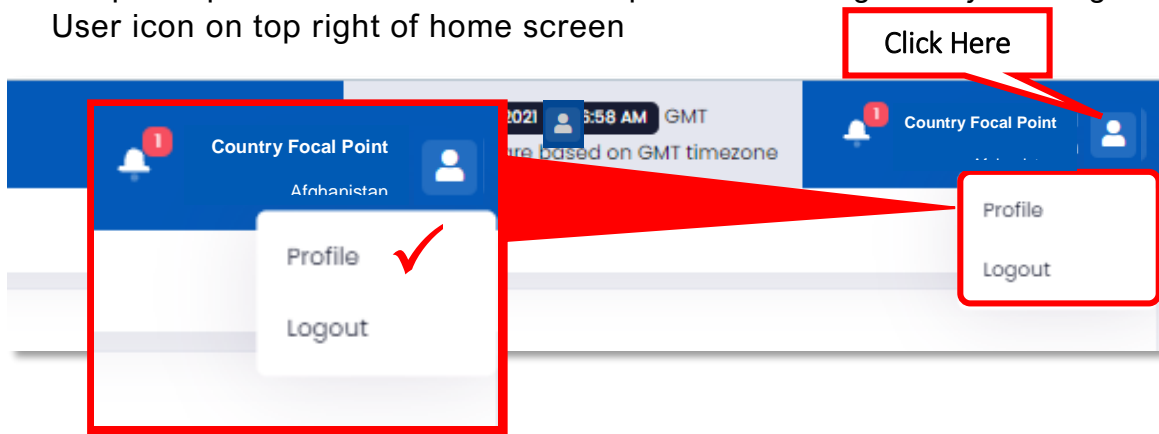 User icon on top right of home screen
Click Here
1
Country Focal Point
Afghanistan
Profile
Logout
2021 6:58 AM GMT
are based on GMT timezone
1
Country Focal Point
Profile
Logout